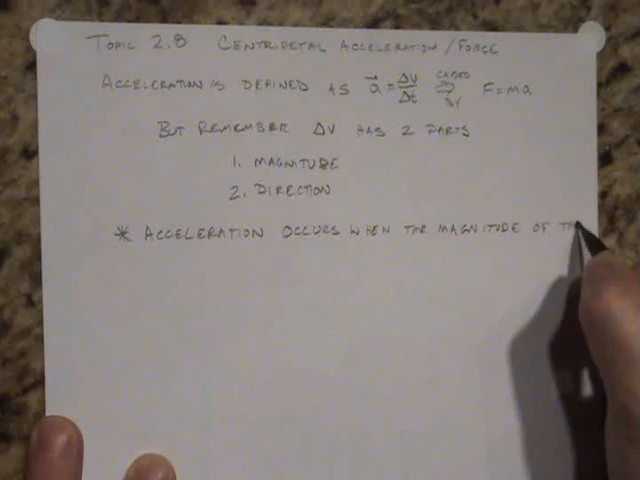 TOPIC 2.8 CENTRIPETAL ACCELERATION/FORCE
ACCELERATION IS DEFINED AS a⃗ = ΔV/Δt CAUSED BY F=ma
BUT REMEMBER ΔV HAS 2 PARTS
1. MAGNITUDE
2. DIRECTION
* ACCELERATION OCCURS WHEN THE MAGNITUDE OF